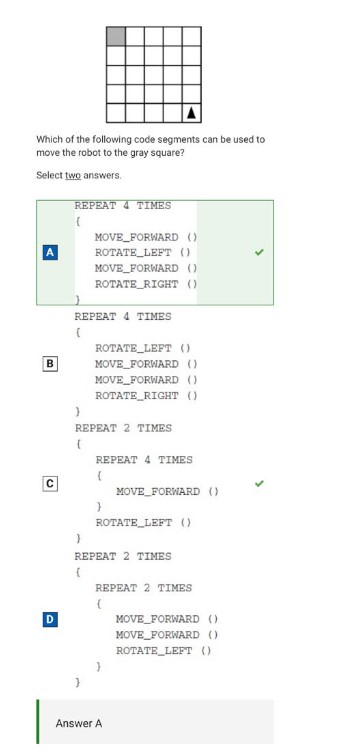 Which of the following code segments can be used to
move the robot to the gray square?
Select two answers.
A
REPEAT 4 TIMES
{
MOVE_FORWARD ()
ROTATE_LEFT ()
MOVE_FORWARD ()
ROTATE_RIGHT ()
}
B
REPEAT 4 TIMES
{
ROTATE_LEFT ()
MOVE_FORWARD ()
MOVE_FORWARD ()
ROTATE_RIGHT ()
}
C
REPEAT 2 TIMES
{
REPEAT 4 TIMES
{
MOVE_FORWARD ()
}
ROTATE_LEFT ()
}
D
REPEAT 2 TIMES
{
REPEAT 2 TIMES
{
MOVE_FORWARD ()
MOVE_FORWARD ()
ROTATE_LEFT ()
}
}
Answer A